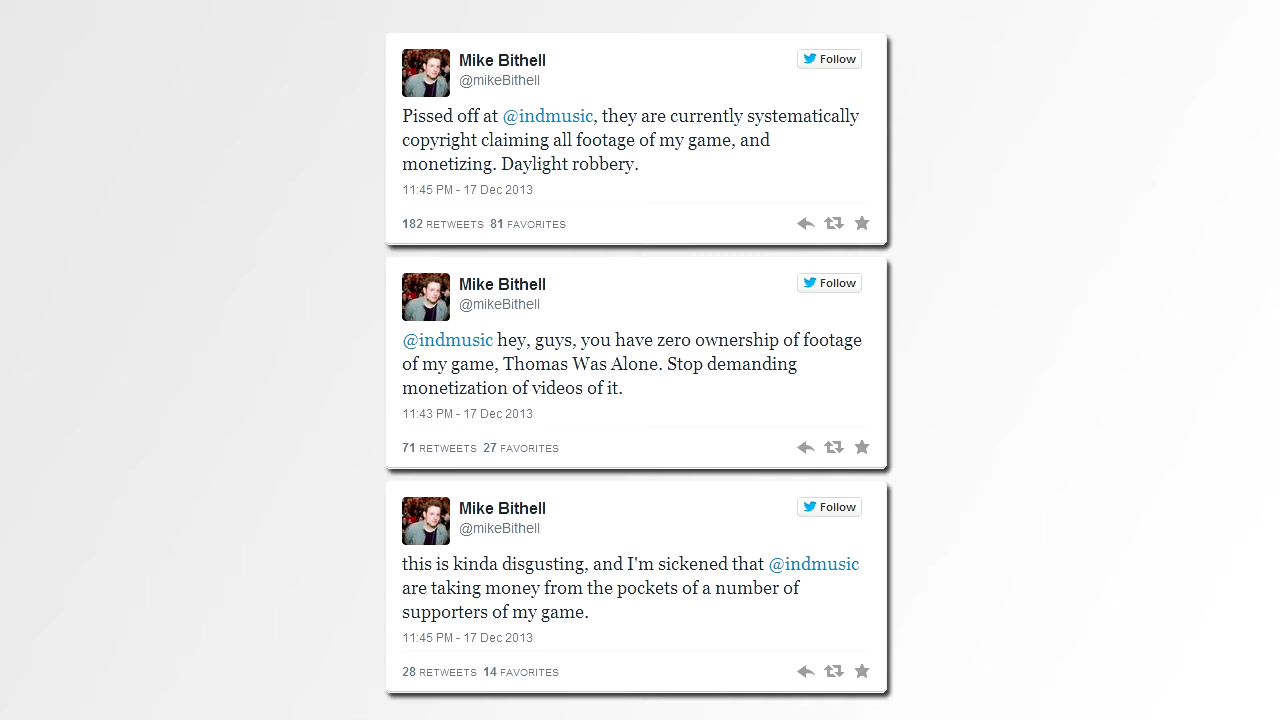 Mike Bithell
Follow
@mikeBithell
Pissed off at @indmusic, they are currently systematically
copyright claiming all footage of my game, and
monetizing. Daylight robbery.
11:45 PM - 17 Dec 2013
182 RETWEETS 81 FAVORITES
Mike Bithell
Follow
@mikeBithell
@indmusic hey, guys, you have zero ownership of footage
of my game, Thomas Was Alone. Stop demanding
monetization of videos of it.
11:43 PM - 17 Dec 2013
71 RETWEETS 27 FAVORITES
Mike Bithell
Follow
@mikeBithell
this is kinda disgusting, and I'm sickened that @indmusic
are taking money from the pockets of a number of
supporters of my game.
11:45 PM - 17 Dec 2013
28 RETWEETS 14 FAVORITES